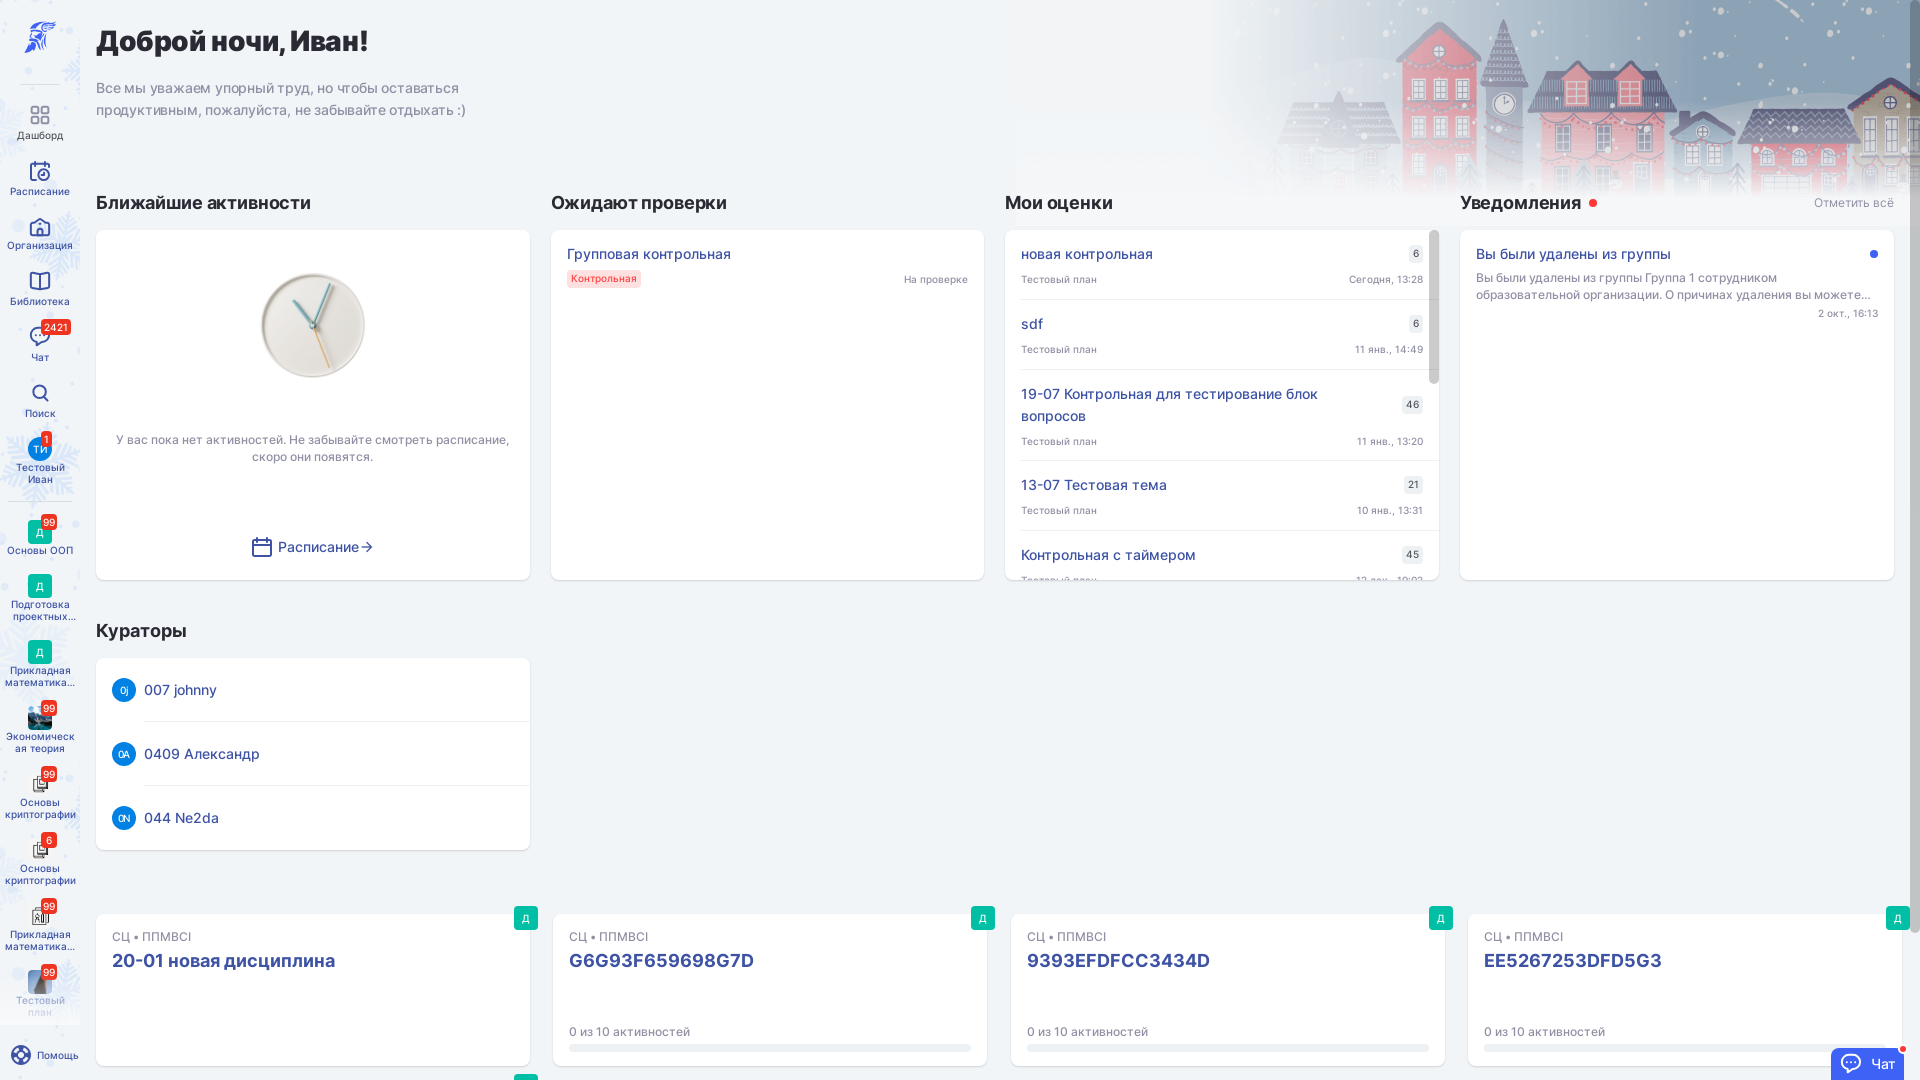 Доброй ночи, Иван!
Все мы уважаем упорный труд, но чтобы оставаться
продуктивным, пожалуйста, не забывайте отдыхать :)
Дашборд
Расписание
Организация
Библиотека
2421
Чат
Поиск
1
ТИ
Тестовый
Иван
99
Д
Основы ООП
Д
Подготовка
проектных...
Д
Прикладная
математика...
99
Экономическ
ая теория
99
Основы
криптографии
6
Основы
криптографии
99
Прикладная
математика...
99
Тестовый
план
Помощь
Ближайшие активности
У вас пока нет активностей. Не забывайте смотреть расписание,
скоро они появятся.
Расписание
Ожидают проверки
Групповая контрольная
Контрольная
На проверке
Мои оценки
новая контрольная
6
Тестовый план
Сегодня, 13:28
sdf
6
Тестовый план
11 янв., 14:49
19-07 Контрольная для тестирование блок
вопросов
46
Тестовый план
11 янв., 13:20
13-07 Тестовая тема
21
Тестовый план
10 янв., 13:31
Контрольная с таймером
45
Тестовый план
Уведомления
Отметить всё
Вы были удалены из группы
Вы были удалены из группы Группа 1 сотрудником
образовательной организации. О причинах удаления вы можете...
2 окт., 16:13
Кураторы
0j
007 johnny
0А
0409 Александр
0N
044 Ne2da
Д
СЦ • ППМВСІ
20-01 новая дисциплина
Д
СЦ • ППМВСІ
G6G93F659698G7D
0 из 10 активностей
Д
СЦ • ППМВСІ
9393EFDFCC3434D
0 из 10 активностей
Д
СЦ • ППМВСІ
EE5267253DFD5G3
0 из 10 активностей
Чат